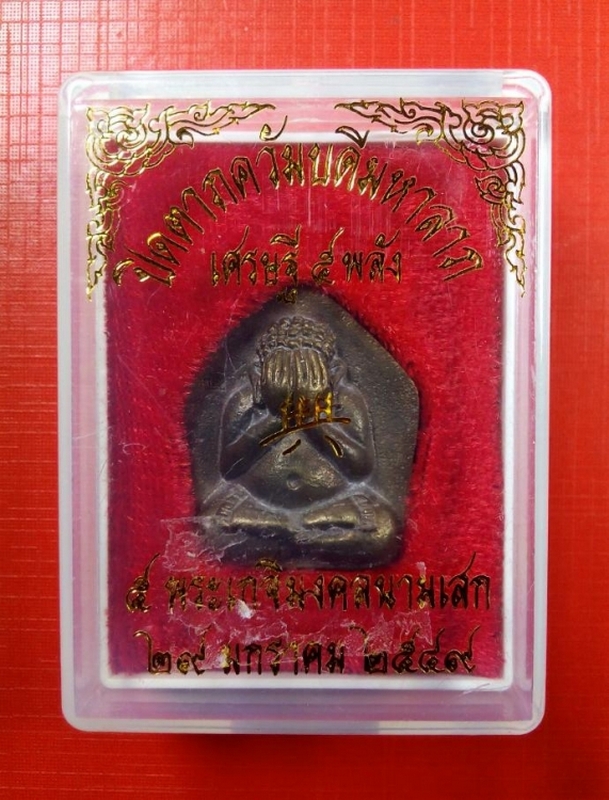 ปิดตาภควัมบดีมหาลาภ
เศรษฐี ๕ พลัง
๕ พระเกจิมงคลนามเสก
๒๙ มกราคม ๒๕๔๙